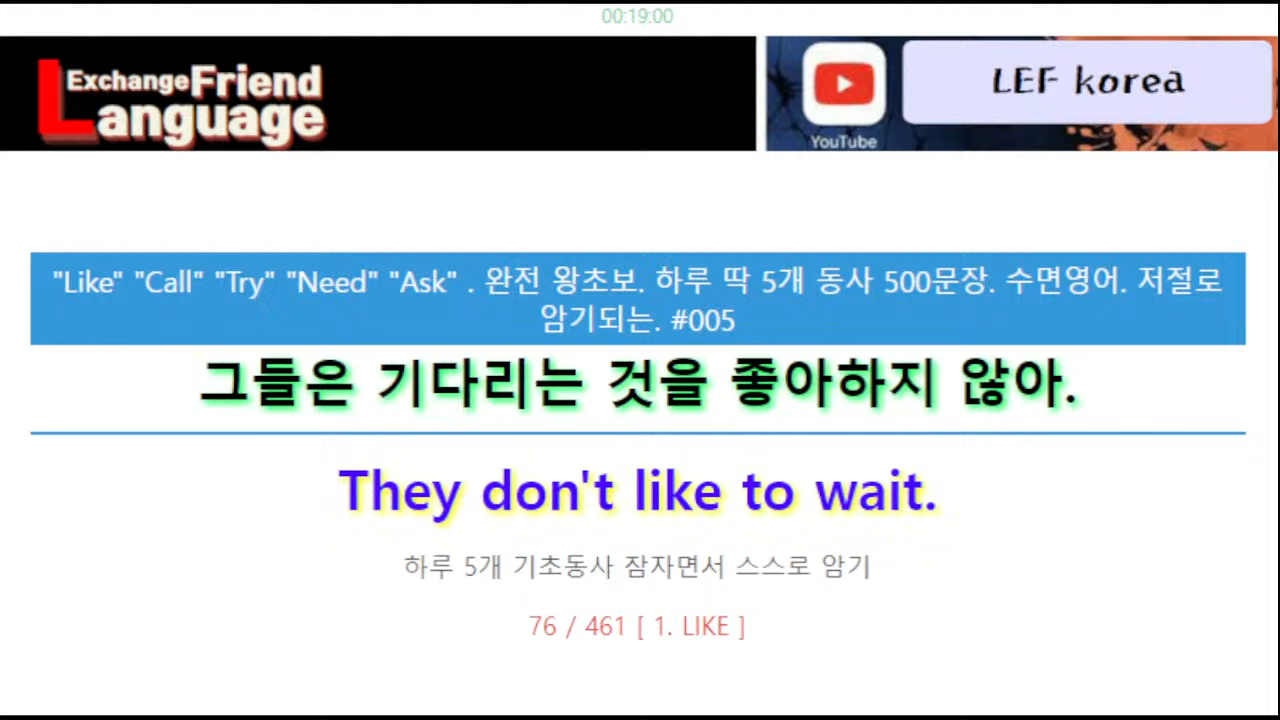 00:19:00
ExchangeFriend
Language
LEF korea
YouTube
"Like" "Call" "Try" "Need" "Ask" . 완전 왕초보. 하루 딱 5개 동사 500문장. 수면영어. 저절로
암기되는. #005
그들은 기다리는 것을 좋아하지 않아.
They don't like to wait.
하루 5개 기초동사 잠자면서 스스로 암기
76 / 461 [ 1. LIKE ]